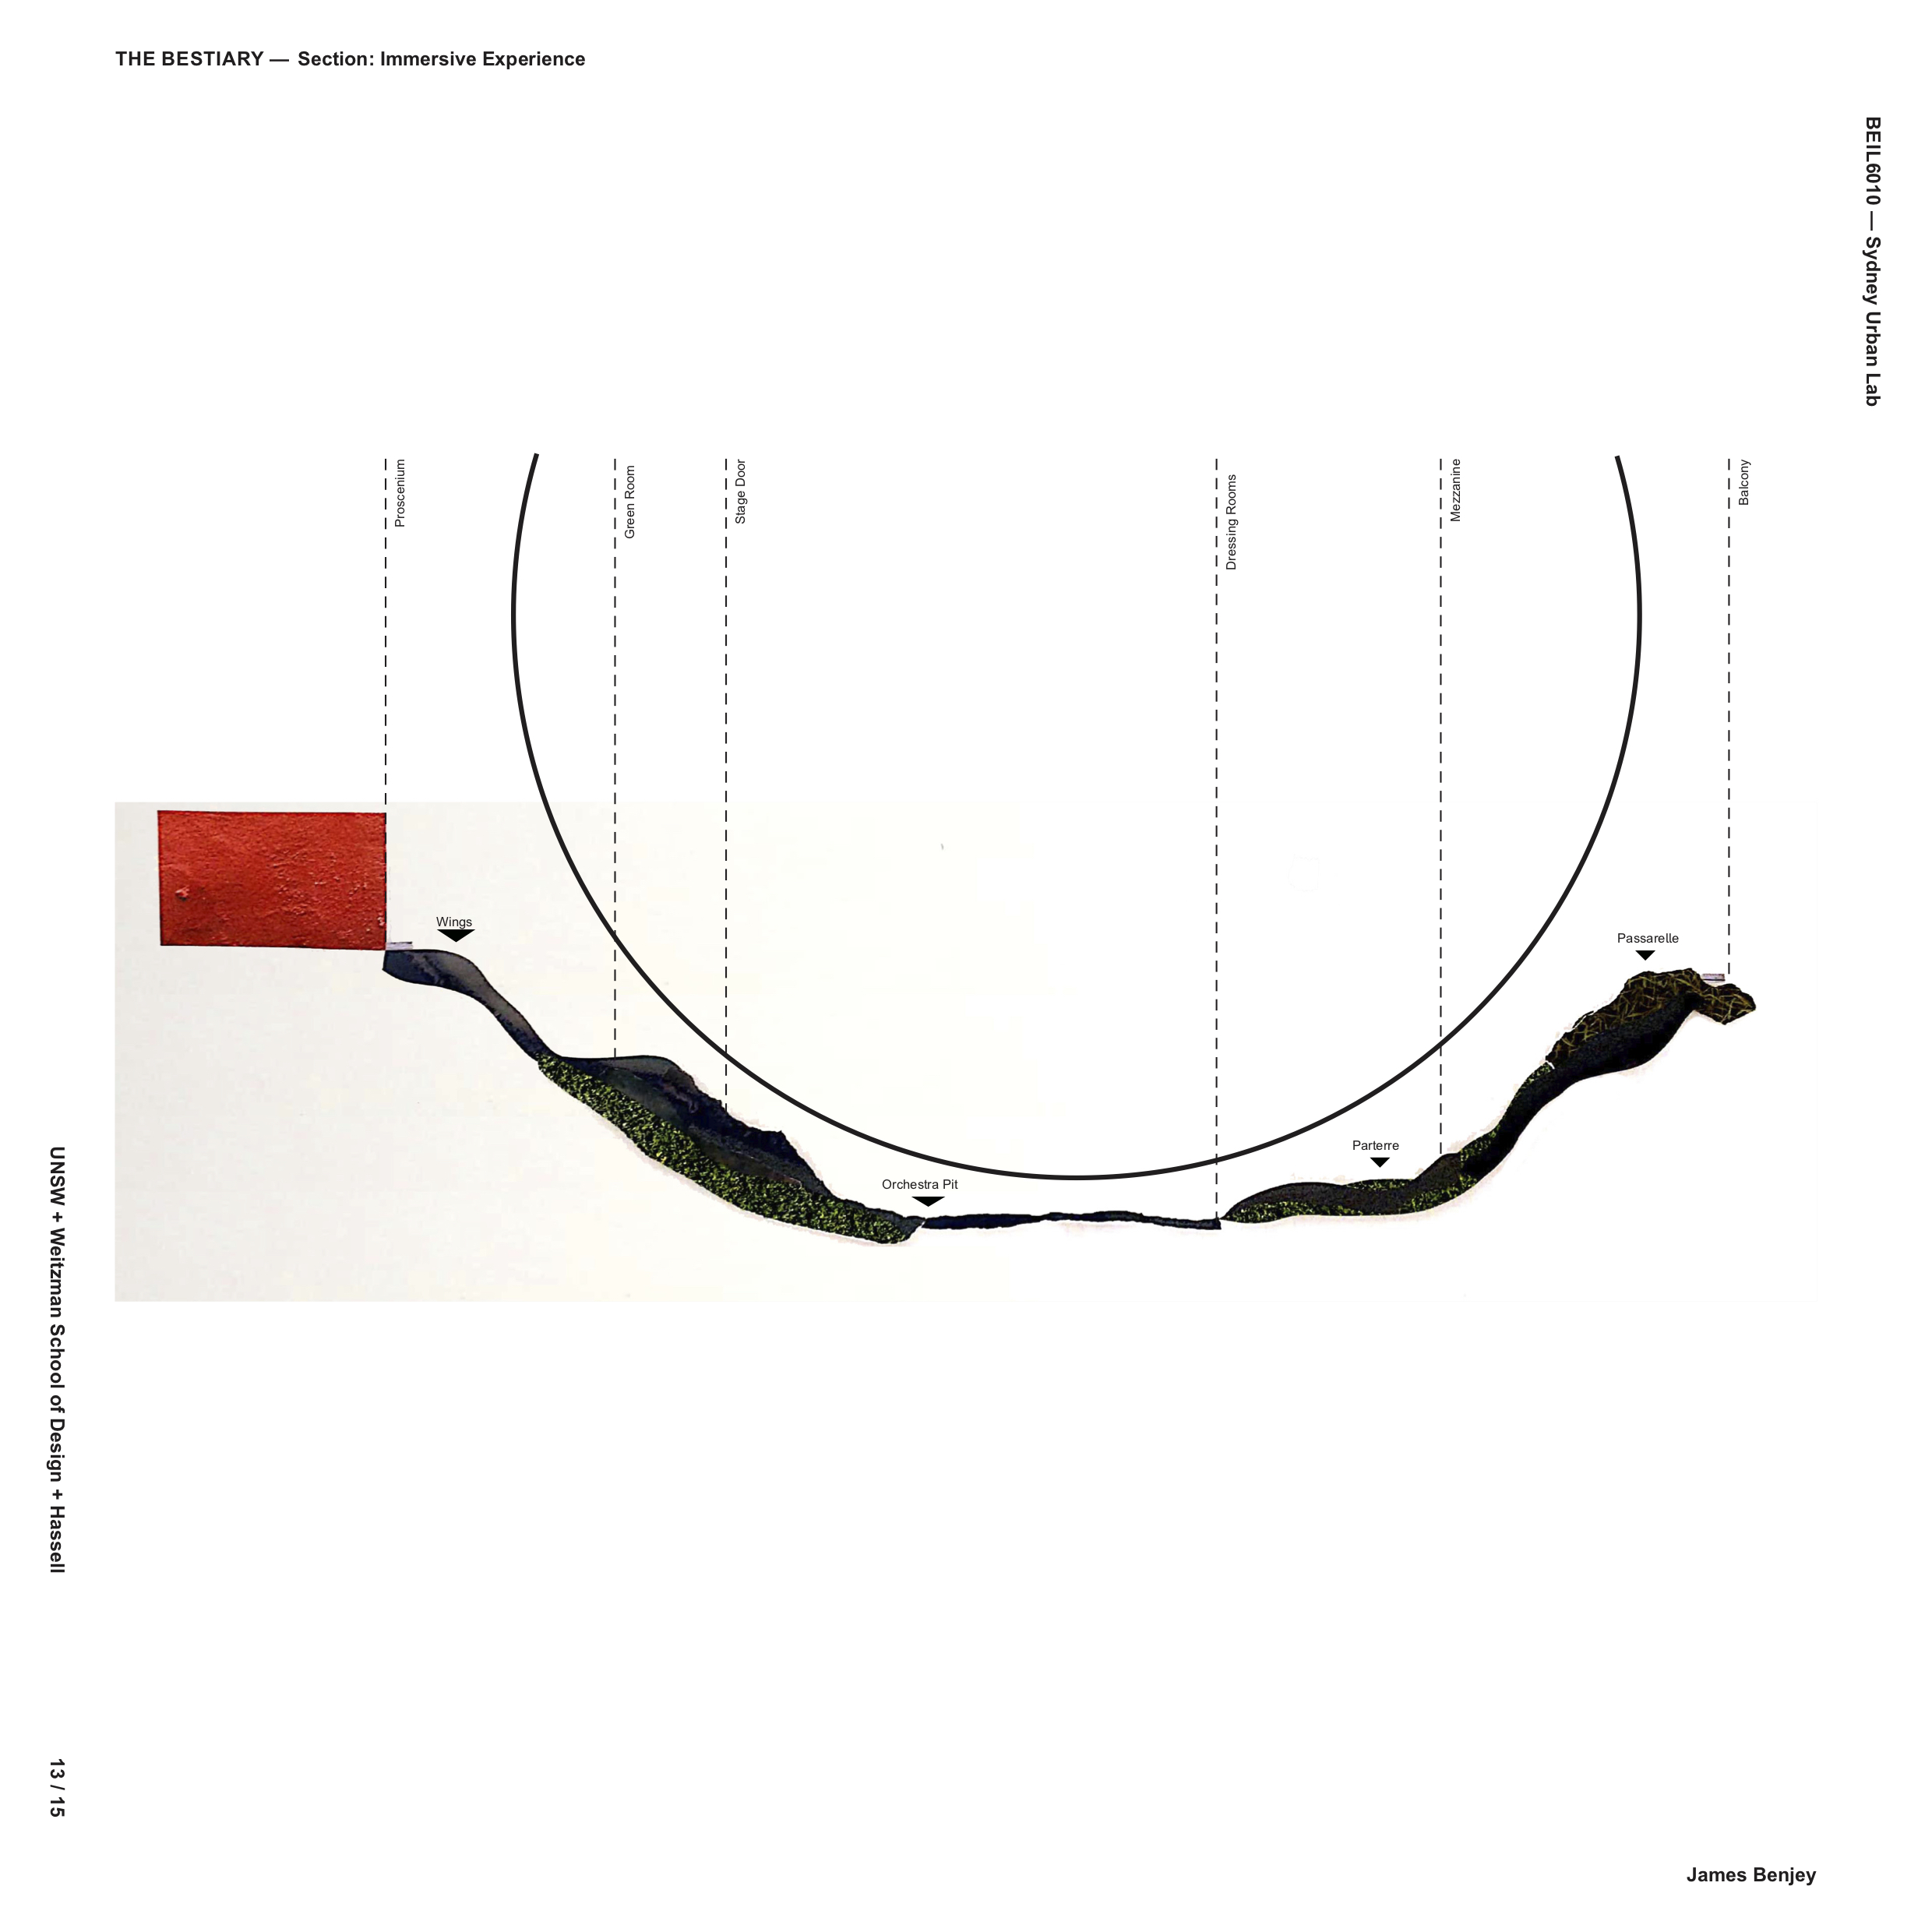 THE BESTIARY — Section: Immersive Experience
BEIL6010 — Sydney Urban Lab
Proscenium
Green Room
Stage Door
Dressing Rooms
Mezzanine
Balcony
Wings
Passarelle
Parterre
Orchestra Pit
UNSW + Weitzman School of Design + Hassell
13 / 15
James Benjey